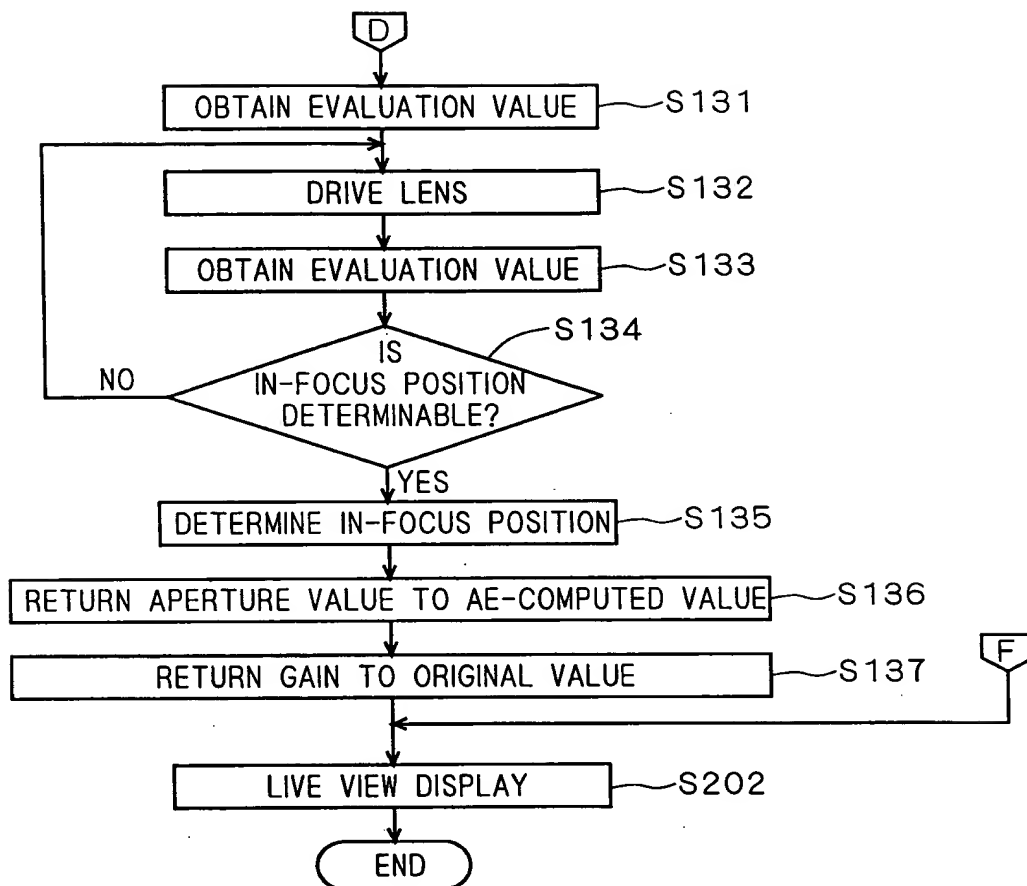 D
OBTAIN EVALUATION VALUE S131
DRIVE LENS S132
OBTAIN EVALUATION VALUE S133
S134
IS
IN-FOCUS POSITION
DETERMINABLE?
NO
YES
DETERMINE IN-FOCUS POSITION S135
RETURN APERTURE VALUE TO AE-COMPUTED VALUE S136
F
RETURN GAIN TO ORIGINAL VALUE S137
LIVE VIEW DISPLAY S202
END